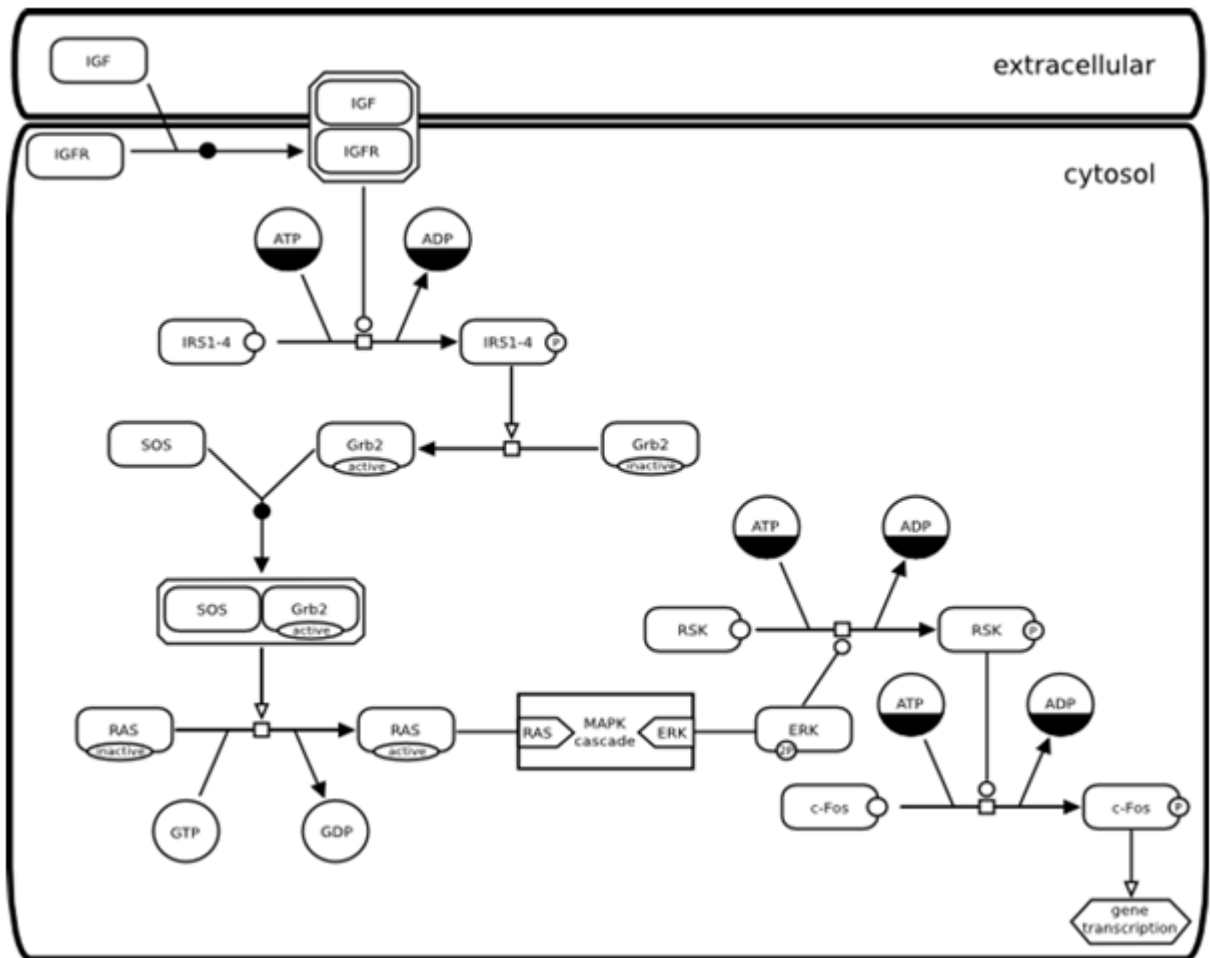 extracellular
IGF
IGF
IGFR
IGFR
cytosol
ATP
ADP
IRS1-4
IRS1-4
P
SOS
Grb2
active
Grb2
inactive
ATP
ADP
SOS
Grb2
active
RSK
RSK
P
ATP
ADP
RAS
inactive
RAS
active
RAS
MAPK
cascade
ERK
ERK
2P
c-Fos
c-Fos
P
GTP
GDP
gene
transcription